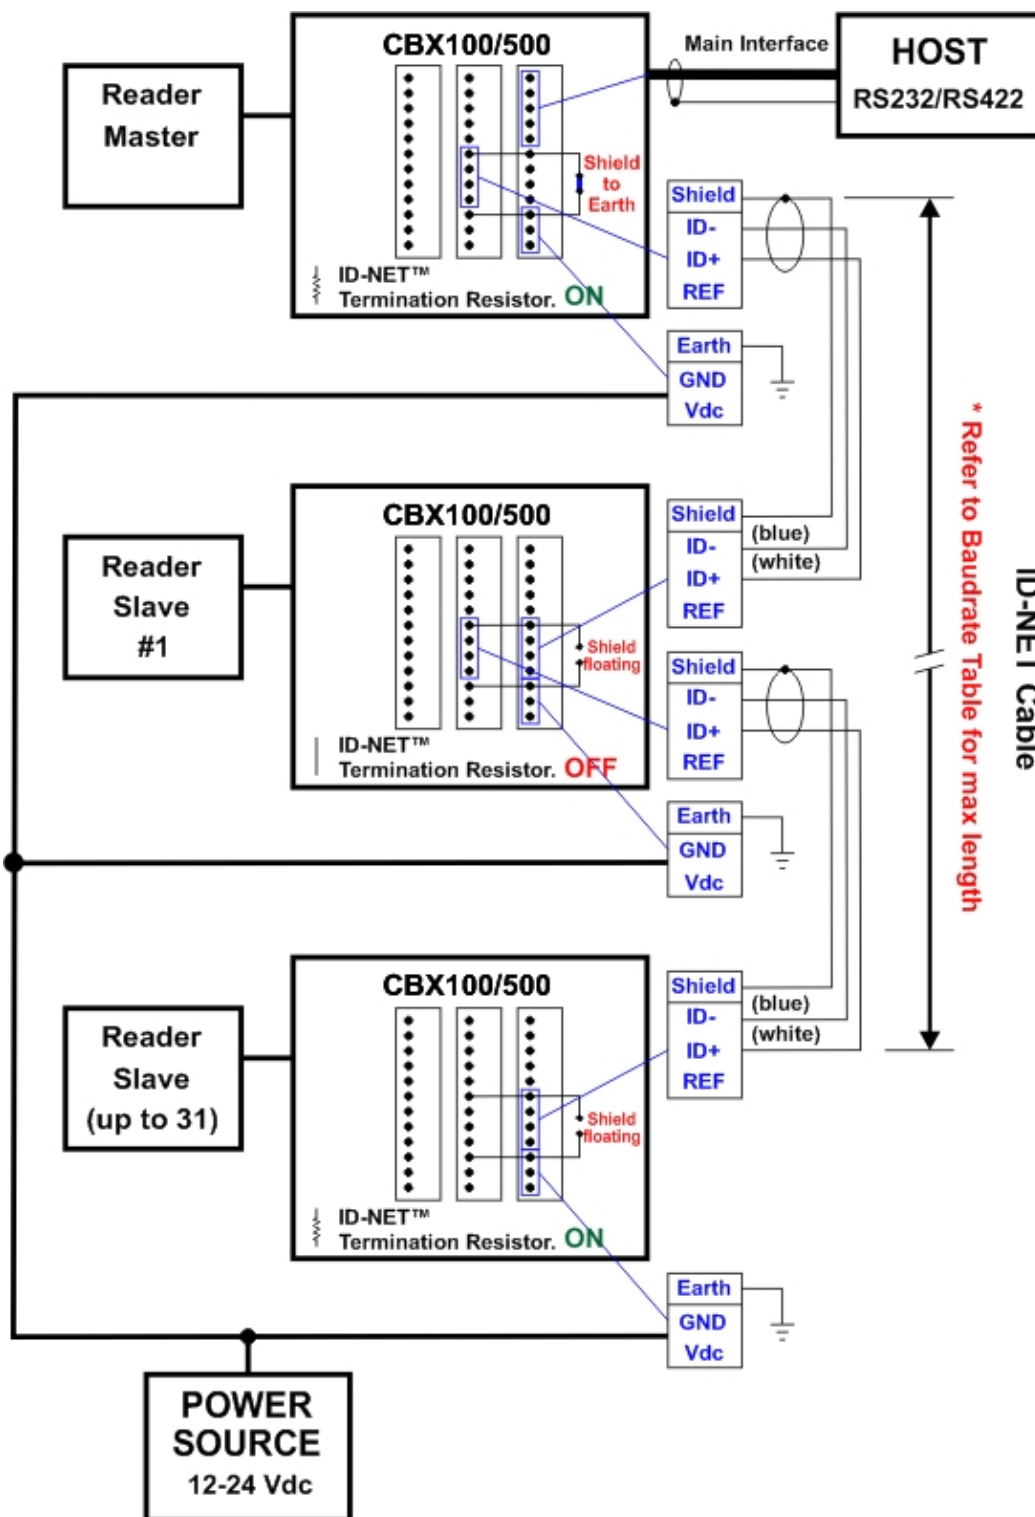 CBX100/500
Main Interface
HOST
RS232/RS422
Reader
Master
Shield
to
Earth
ID-NET™
Termination Resistor. ON
Shield
ID-
ID+
REF
Earth
GND
Vdc
CBX100/500
Reader
Slave
#1
Shield
floating
ID-NET™
Termination Resistor. OFF
Shield
(blue)
ID-
(white)
ID+
REF
Shield
ID-
ID+
REF
Earth
GND
Vdc
* Refer to Baudrate Table for max length
ID-NET Cable
CBX100/500
Reader
Slave
(up to 31)
Shield
floating
ID-NET™
Termination Resistor. ON
Shield
(blue)
ID-
(white)
ID+
REF
Earth
GND
Vdc
POWER
SOURCE
12-24 Vdc